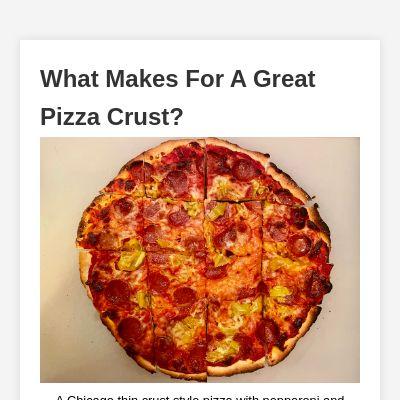 What Makes For A Great
Pizza Crust?
A Chicago thin crust style pizza with pepperoni and